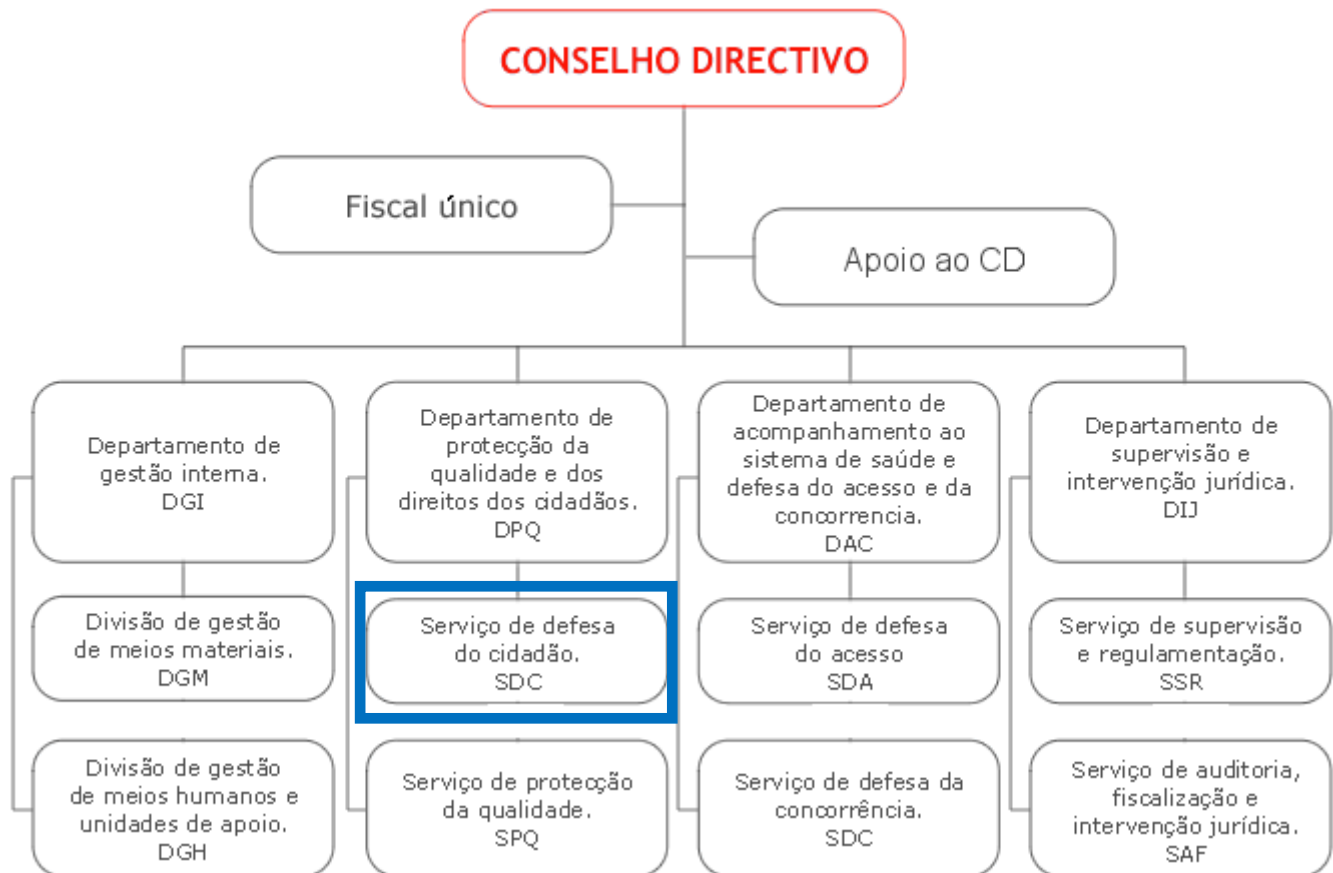 CONSELHO DIRECTIVO
Fiscal único
Apoio ao CD
Departamento de
gestão interna.
DGI
Departamento de
protecção da
qualidade e dos
direitos dos cidadãos.
DPQ
Departamento de
acompanhamento ao
sistema de saúde e
defesa do acesso e da
concorrencia.
DAC
Departamento de
supervisão e
intervenção jurídica.
DIJ
Divisão de gestão
de meios materiais.
DGM
Serviço de defesa
do cidadão.
SDC
Serviço de defesa
do acesso
SDA
Serviço de supervisão
e regulamentação.
SSR
Divisão de gestão
de meios humanos e
unidades de apoio.
DGH
Serviço de protecção
da qualidade.
SPQ
Serviço de defesa da
concorrência.
SDC
Serviço de auditoria,
fiscalização e
intervenção jurídica.
SAF